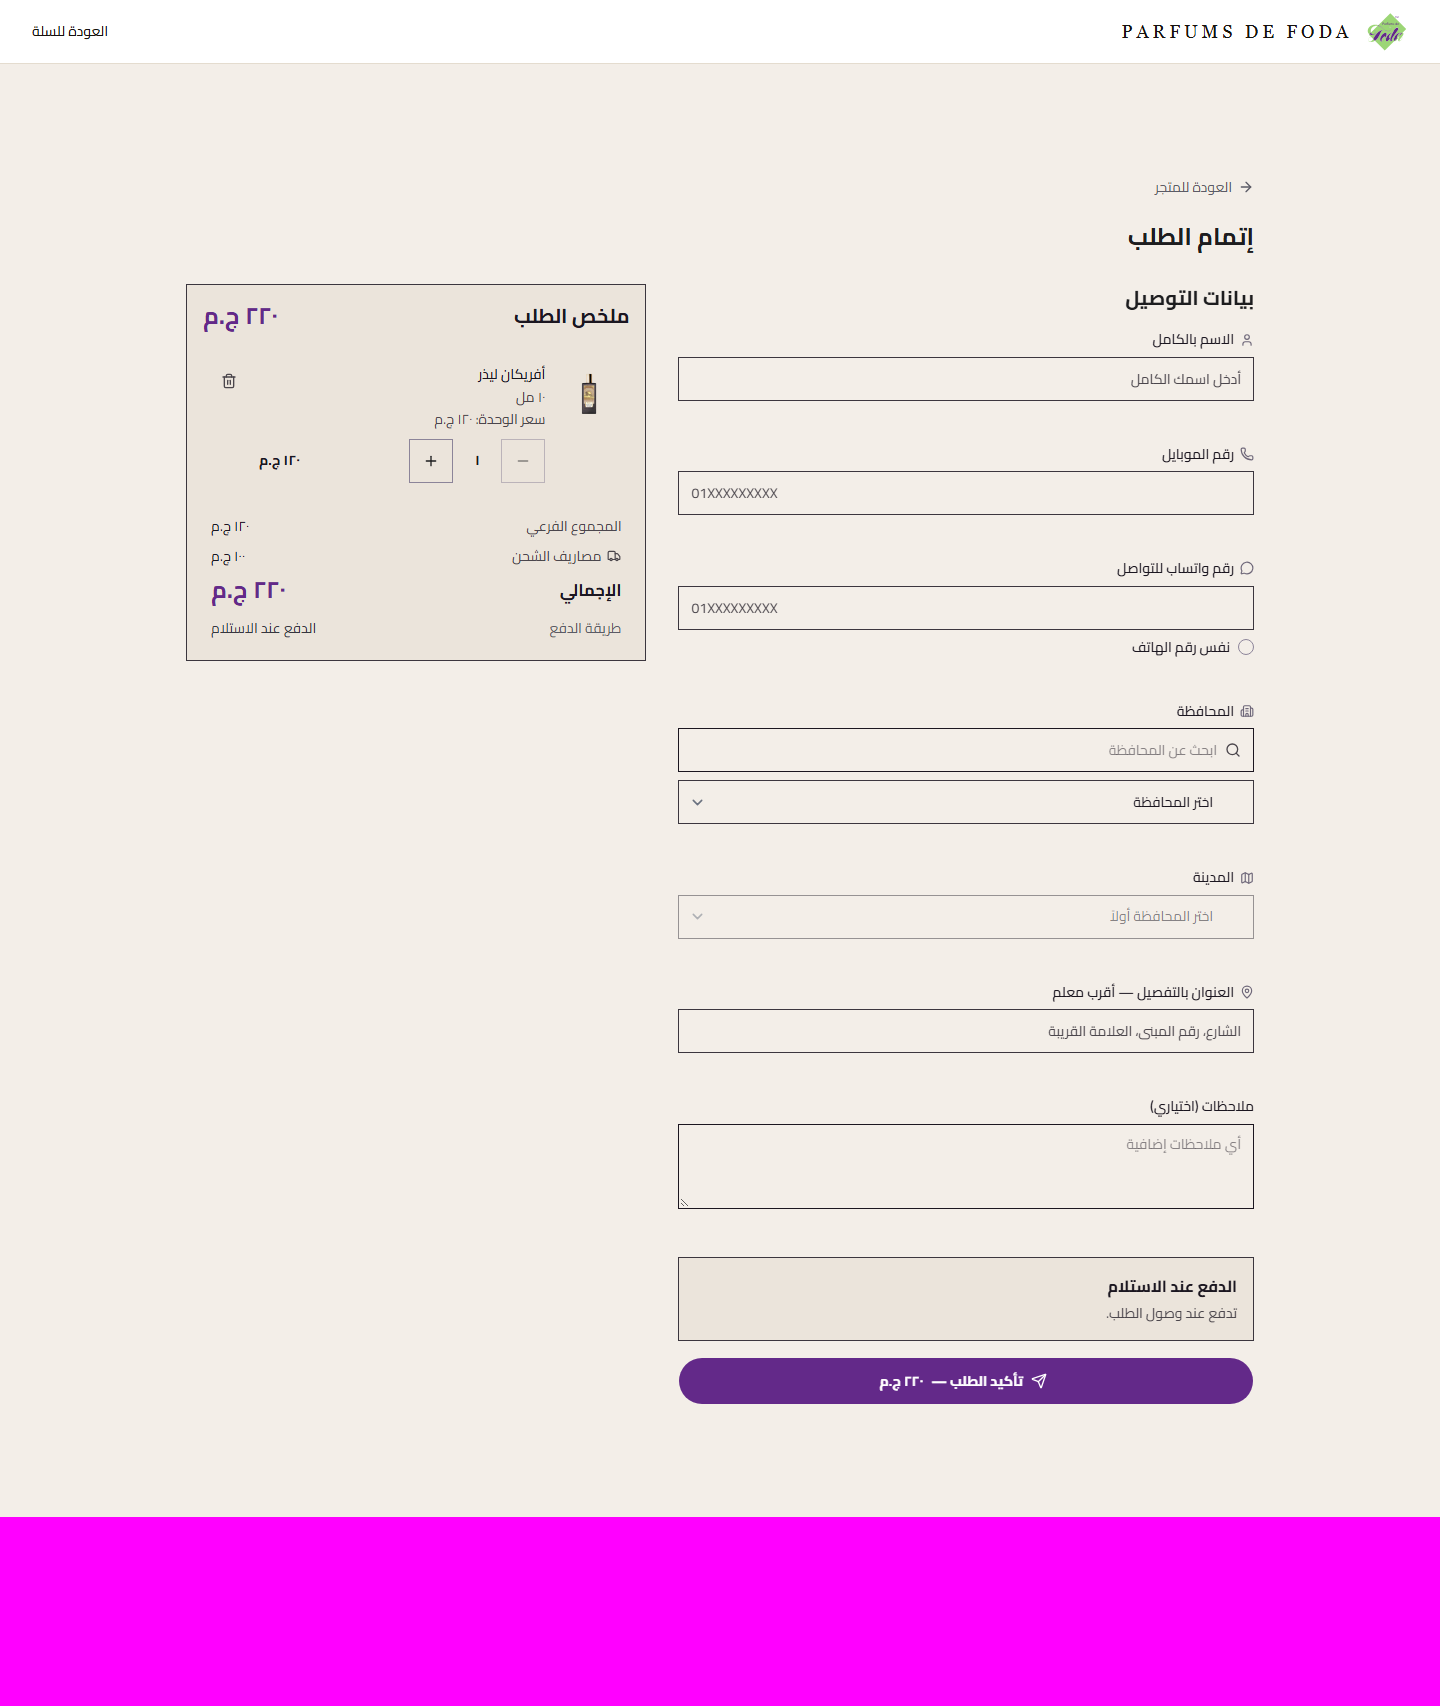 PARFUMS DE FODA
العودة للسلة
العودة للمتجر
إتمام الطلب
بيانات التوصيل
الاسم بالكامل
أدخل اسمك الكامل
رقم الموبايل
01XXXXXXXXX
رقم واتساب للتواصل
01XXXXXXXXX
نفس رقم الهاتف
المحافظة
ابحث عن المحافظة
اختر المحافظة
المدينة
اختر المحافظة أولاً
العنوان بالتفصيل — أقرب معلم
الشارع، رقم المبنى، العلامة القريبة
ملاحظات (اختياري)
أي ملاحظات إضافية
الدفع عند الاستلام
تدفع عند وصول الطلب.
تأكيد الطلب — ٢٢٠ ج.م
ملخص الطلب ٢٢٠ ج.م
أفريكان ليذر
١٠ مل
سعر الوحدة: ١٢٠ ج.م
١ ١٢٠ ج.م
المجموع الفرعي ١٢٠ ج.م
مصاريف الشحن ١٠٠ ج.م
الإجمالي ٢٢٠ ج.م
طريقة الدفع الدفع عند الاستلام